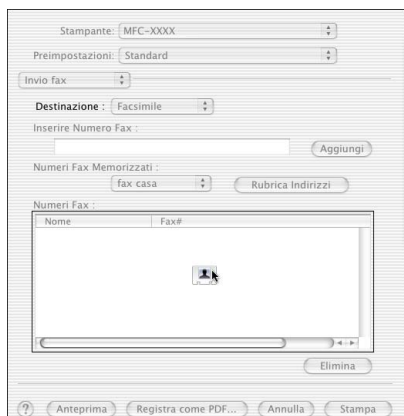 Stampante: MFC-XXXX
Preimpostazioni: Standard
Invio fax
Destinazione : Facsimile
Inserire Numero Fax :
Aggiungi
Numeri Fax Memorizzati :
fax casa Rubrica Indirizzi
Numeri Fax :
Nome Fax#
Elimina
? Anteprima Registra come PDF... Annulla Stampa